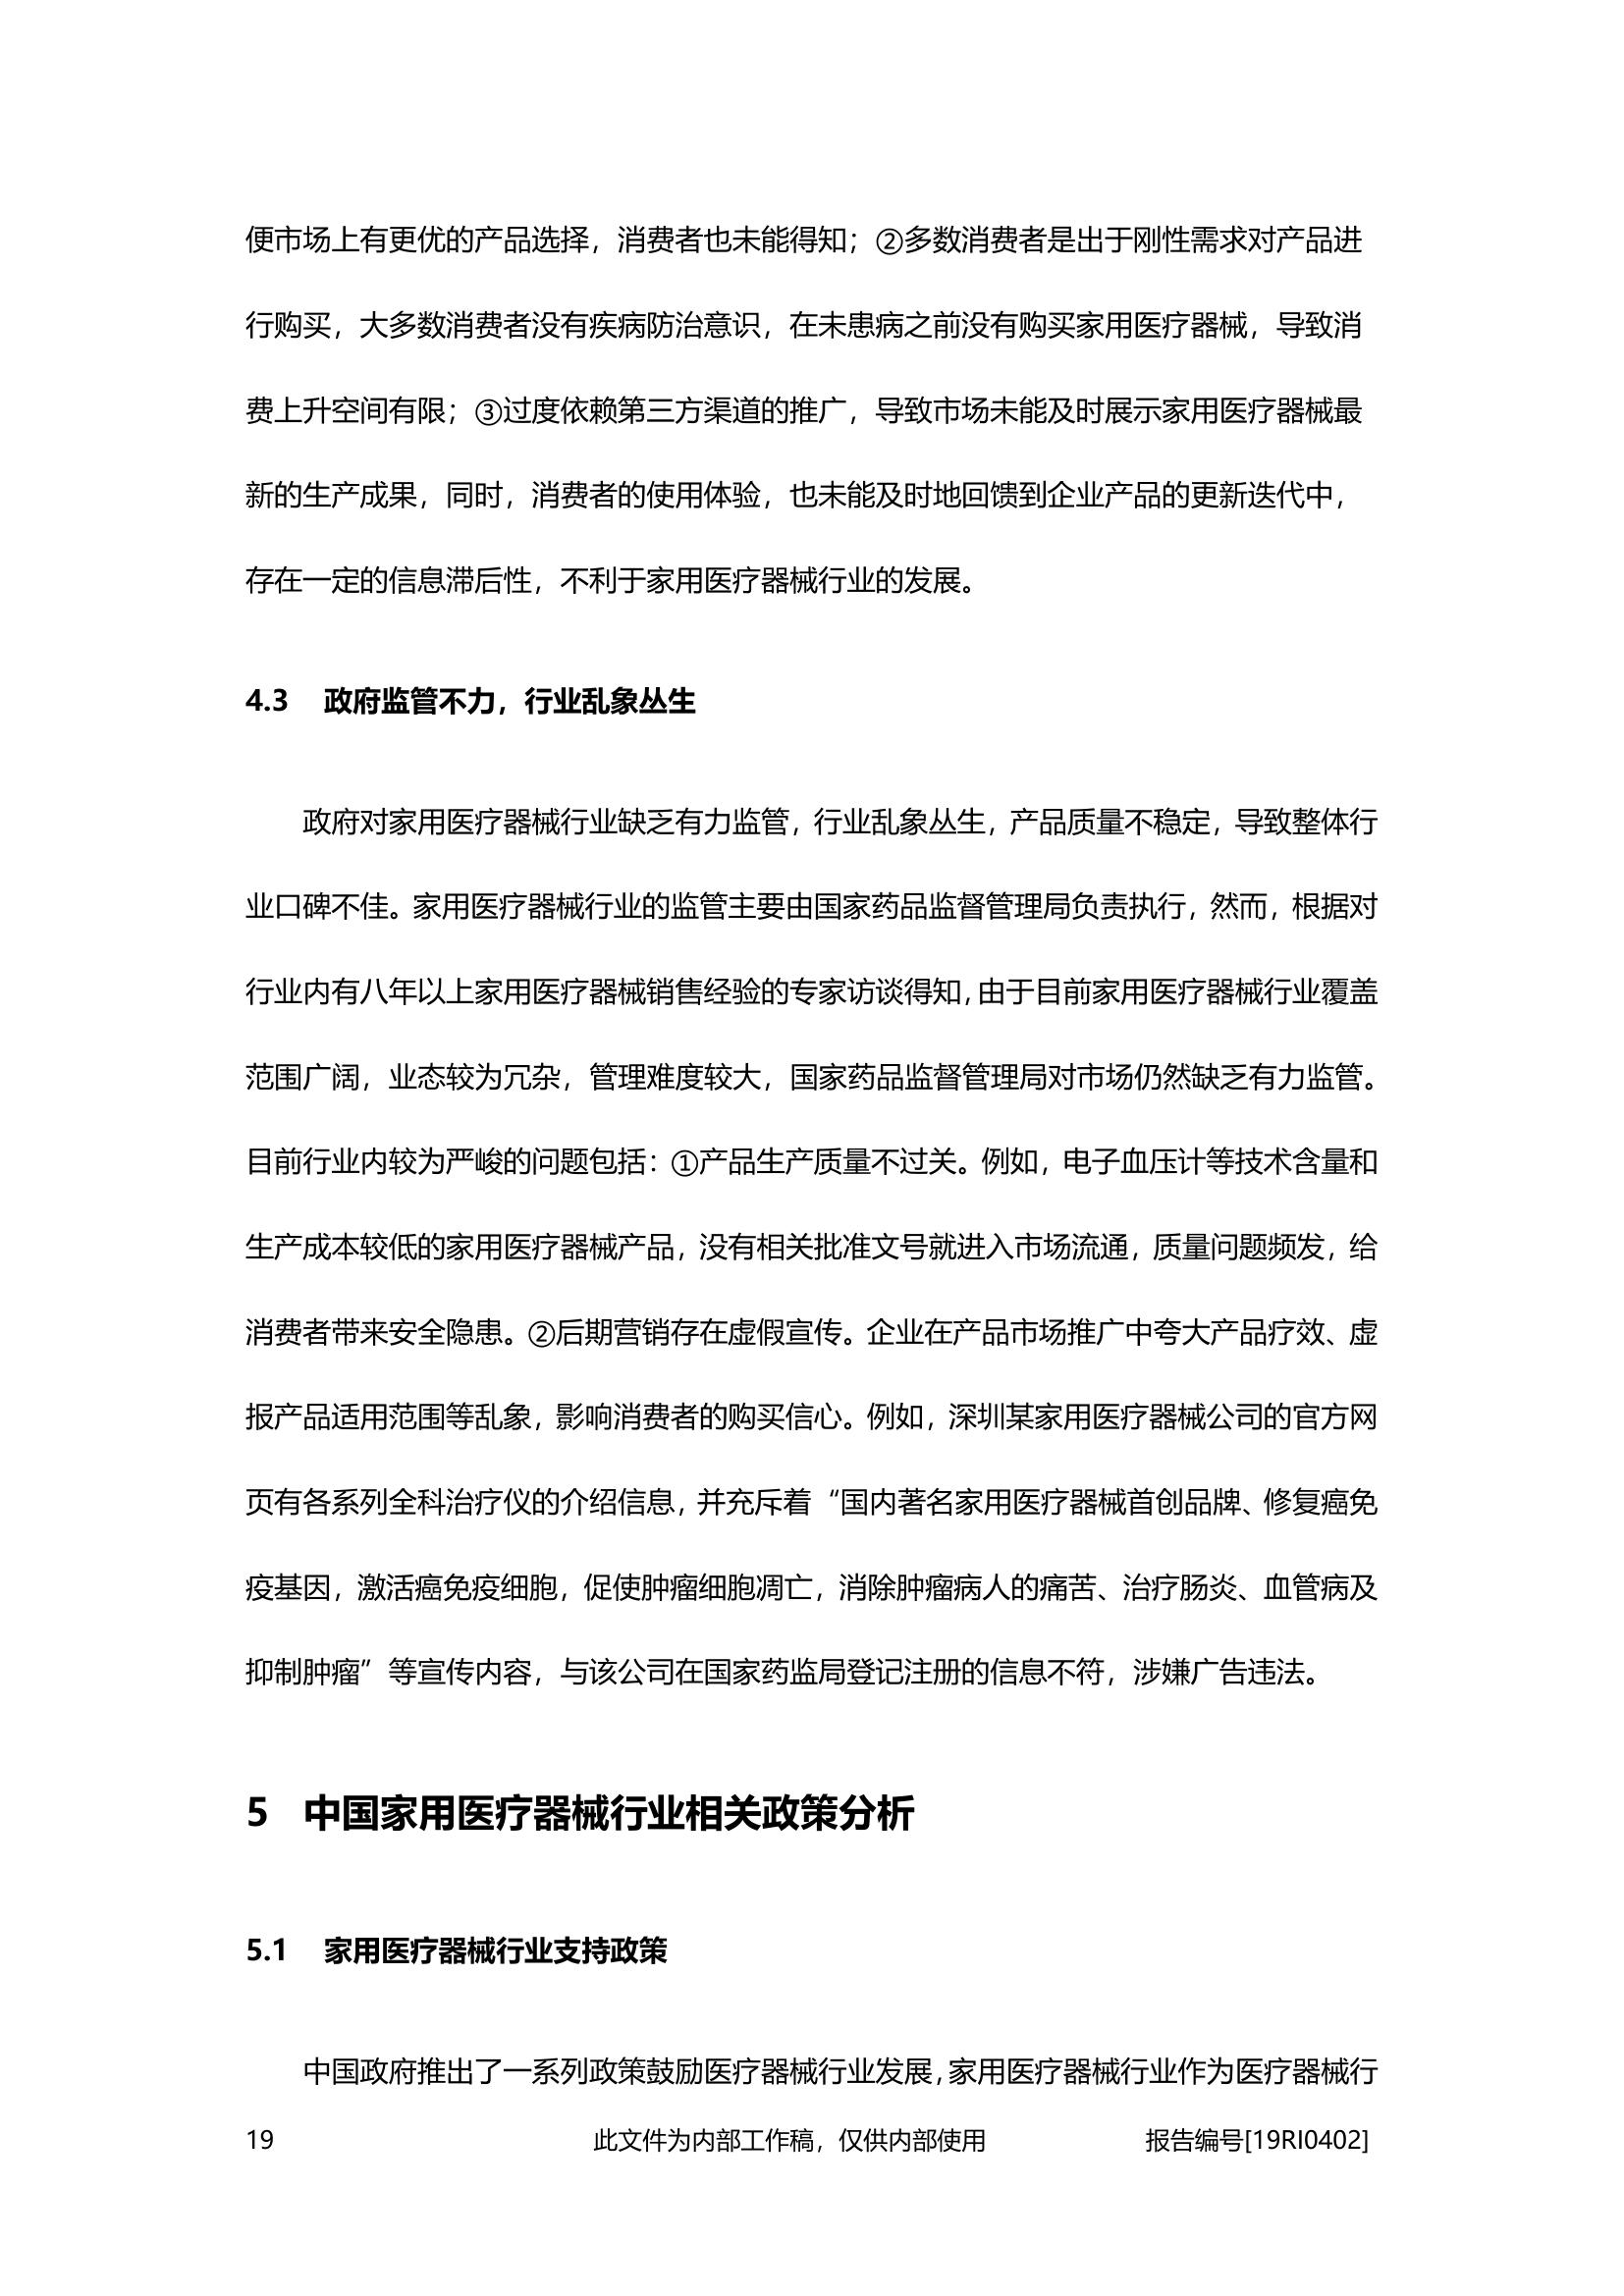 便市场上有更优的产品选择，消费者也未能得知；②多数消费者是出于刚性需求对产品进
行购买，大多数消费者没有疾病防治意识，在未患病之前没有购买家用医疗器械，导致消
费上升空间有限；③过度依赖第三方渠道的推广，导致市场未能及时展示家用医疗器械最
新的生产成果，同时，消费者的使用体验，也未能及时地回馈到企业产品的更新迭代中，
存在一定的信息滞后性，不利于家用医疗器械行业的发展。
4.3 政府监管不力，行业乱象丛生
政府对家用医疗器械行业缺乏有力监管，行业乱象丛生，产品质量不稳定，导致整体行
业口碑不佳。家用医疗器械行业的监管主要由国家药品监督管理局负责执行，然而，根据对
行业内有八年以上家用医疗器械销售经验的专家访谈得知，由于目前家用医疗器械行业覆盖
范围广阔，业态较为冗杂，管理难度较大，国家药品监督管理局对市场仍然缺乏有力监管。
目前行业内较为严峻的问题包括：①产品生产质量不过关。例如，电子血压计等技术含量和
生产成本较低的家用医疗器械产品，没有相关批准文号就进入市场流通，质量问题频发，给
消费者带来安全隐患。②后期营销存在虚假宣传。企业在产品市场推广中夸大产品疗效、虚
报产品适用范围等乱象，影响消费者的购买信心。例如，深圳某家用医疗器械公司的官方网
页有各系列全科治疗仪的介绍信息，并充斥着“国内著名家用医疗器械首创品牌、修复癌免
疫基因，激活癌免疫细胞，促使肿瘤细胞凋亡，消除肿瘤病人的痛苦、治疗肠炎、血管病及
抑制肿瘤”等宣传内容，与该公司在国家药监局登记注册的信息不符，涉嫌广告违法。
5 中国家用医疗器械行业相关政策分析
5.1 家用医疗器械行业支持政策
中国政府推出了一系列政策鼓励医疗器械行业发展，家用医疗器械行业作为医疗器械行
19 此文件为内部工作稿，仅供内部使用 报告编号[19RI0402]